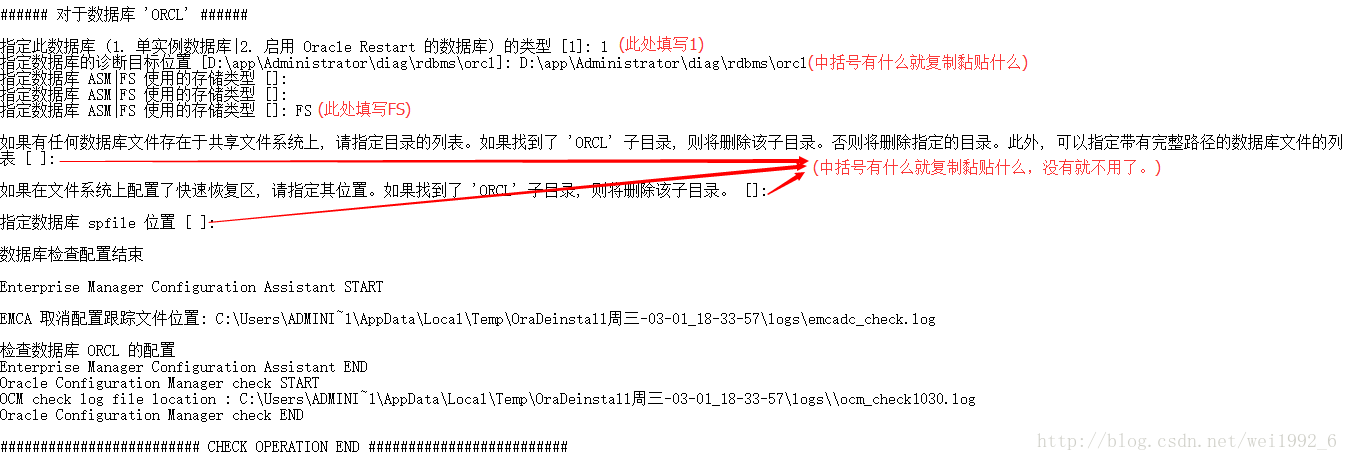 ###### 对于数据库 'ORCL' ######
指定此数据库 (1. 单实例数据库|2. 启用 Oracle Restart 的数据库) 的类型 [1]: 1 (此处填写1)
指定数据库的诊断目标位置 [D:\app\Administrator\diag\rdbms\orcl]: D:\app\Administrator\diag\rdbms\orcl(中括号有什么就复制黏贴什么)
指定数据库 ASM|FS 使用的存储类型 []:
指定数据库 ASM|FS 使用的存储类型 []:
指定数据库 ASM|FS 使用的存储类型 []: FS (此处填写FS)
如果有任何数据库文件存在于共享文件系统上, 请指定目录的列表。如果找到了 'ORCL' 子目录, 则将删除该子目录。否则将删除指定的目录。此外, 可以指定带有完整路径的数据库文件的列
表 [ ]:
(中括号有什么就复制黏贴什么，没有就不用了。)
如果在文件系统上配置了快速恢复区, 请指定其位置。如果找到了 'ORCL' 子目录, 则将删除该子目录。 []:
指定数据库 spfile 位置 [ ]:
数据库检查配置结束
Enterprise Manager Configuration Assistant START
EMCA 取消配置跟踪文件位置: C:\Users\ADMINI~1\AppData\Local\Temp\OraDeinstall周三-03-01_18-33-57\logs\emcadc_check.log
检查数据库 ORCL 的配置
Enterprise Manager Configuration Assistant END
Oracle Configuration Manager check START
OCM check log file location : C:\Users\ADMINI~1\AppData\Local\Temp\OraDeinstall周三-03-01_18-33-57\logs\\ocm_check1030.log
Oracle Configuration Manager check END
######################### CHECK OPERATION END #########################
http://blog.csdn.net/wei1992_6